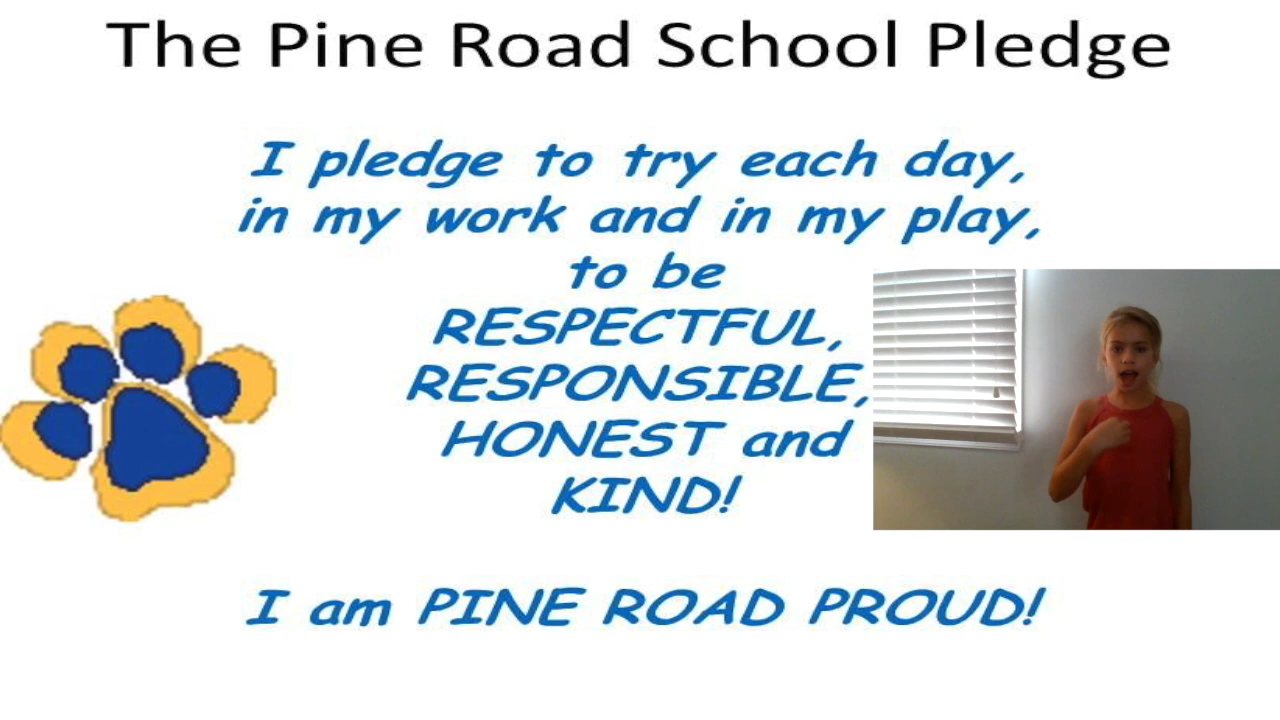 The Pine Road School Pledge
I pledge to try each day,
in my work and in my play,
to be
RESPECTFUL,
RESPONSIBLE,
HONEST and
KIND!
I am PINE ROAD PROUD!